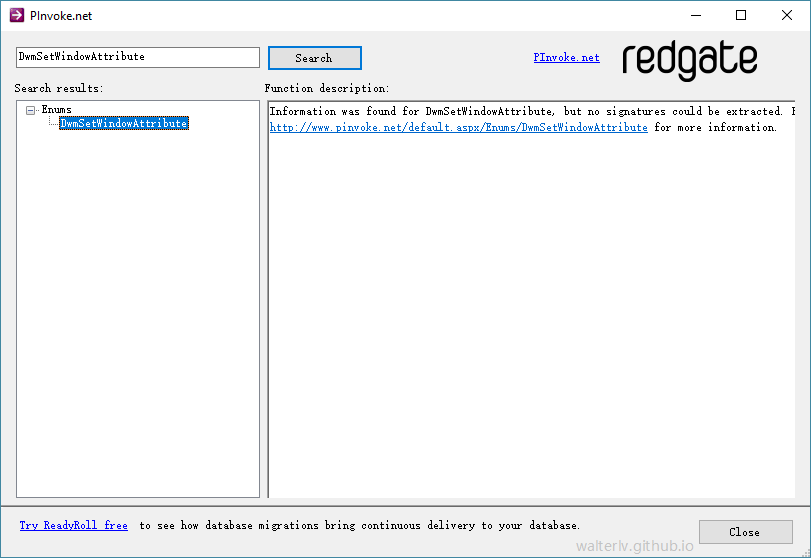 PInvoke.net
DwmSetWindowAttribute
Search
PInvoke.net
redgate
Search results:
Function description:
Enums
DwmSetWindowAttribute
Information was found for DwmSetWindowAttribute, but no signatures could be extracted.
http://www.pinvoke.net/default.aspx/Enums/DwmSetWindowAttribute for more information.
Try ReadyRoll free to see how database migrations bring continuous delivery to your database.
Close
walterlv.github.io